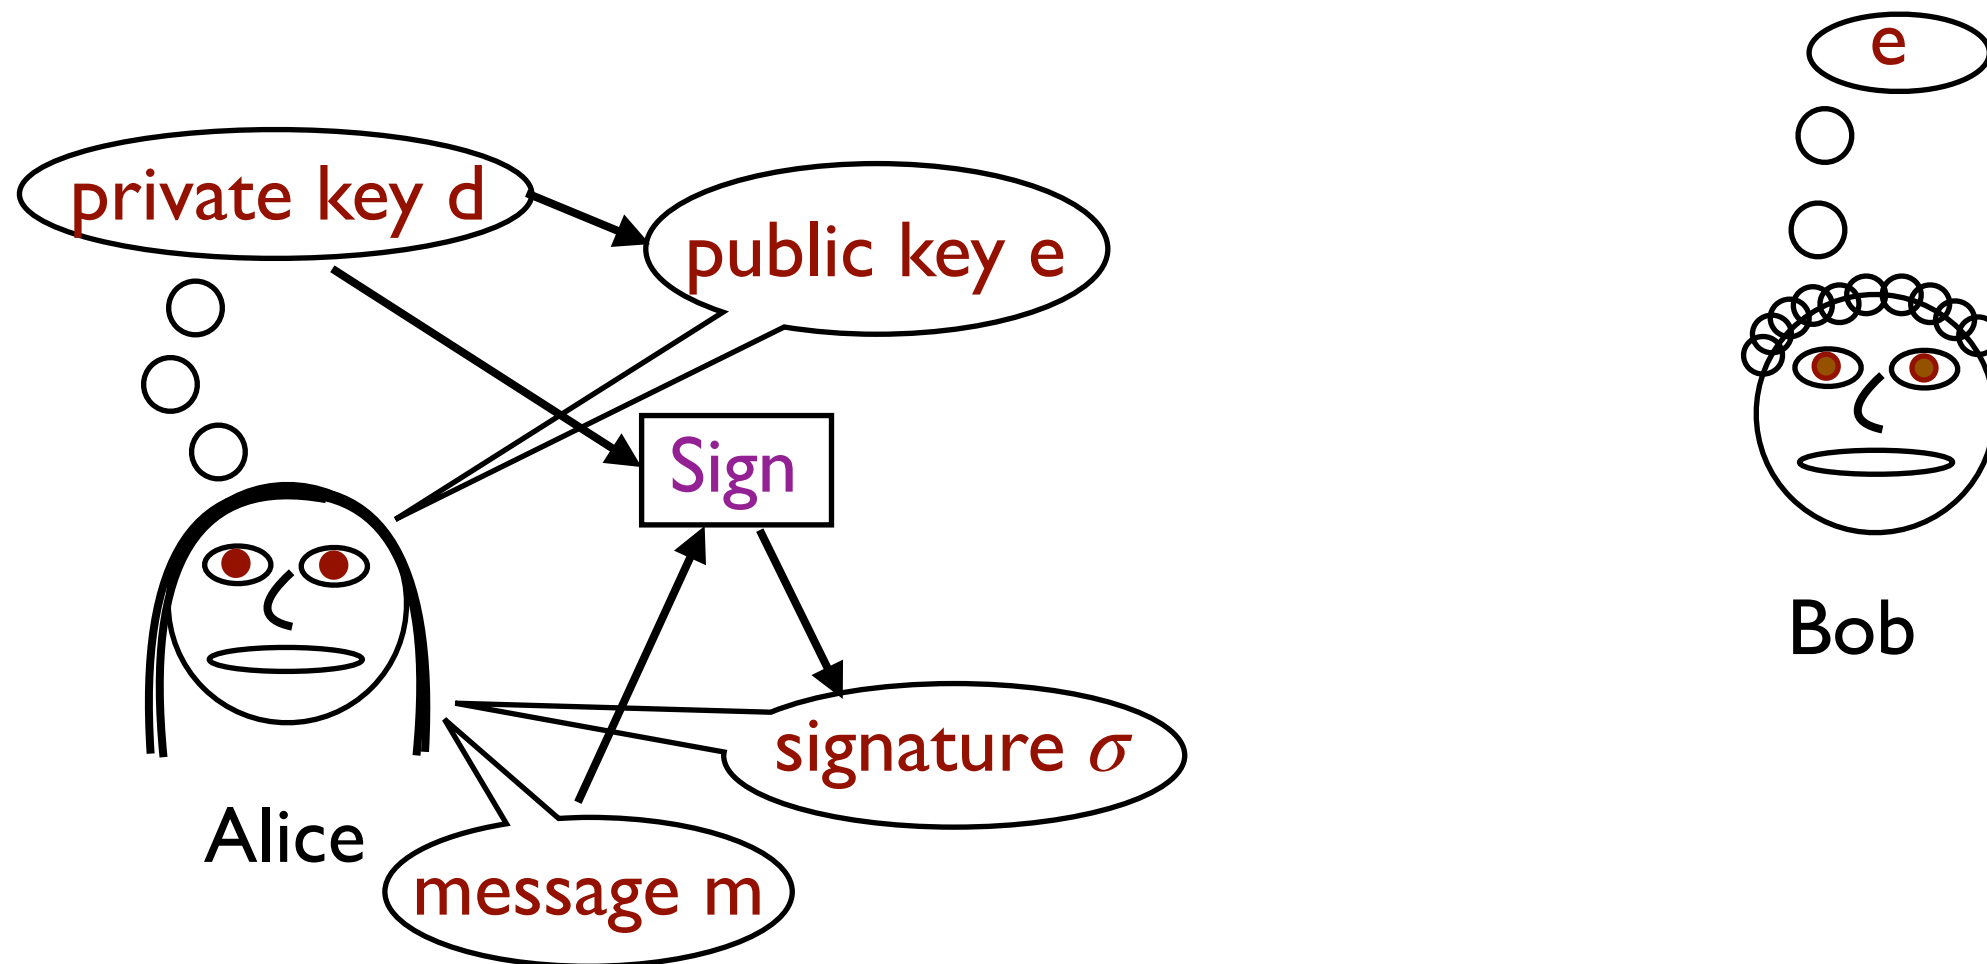 e
private key d
public key e
Sign
signature σ
Bob
Alice
message m